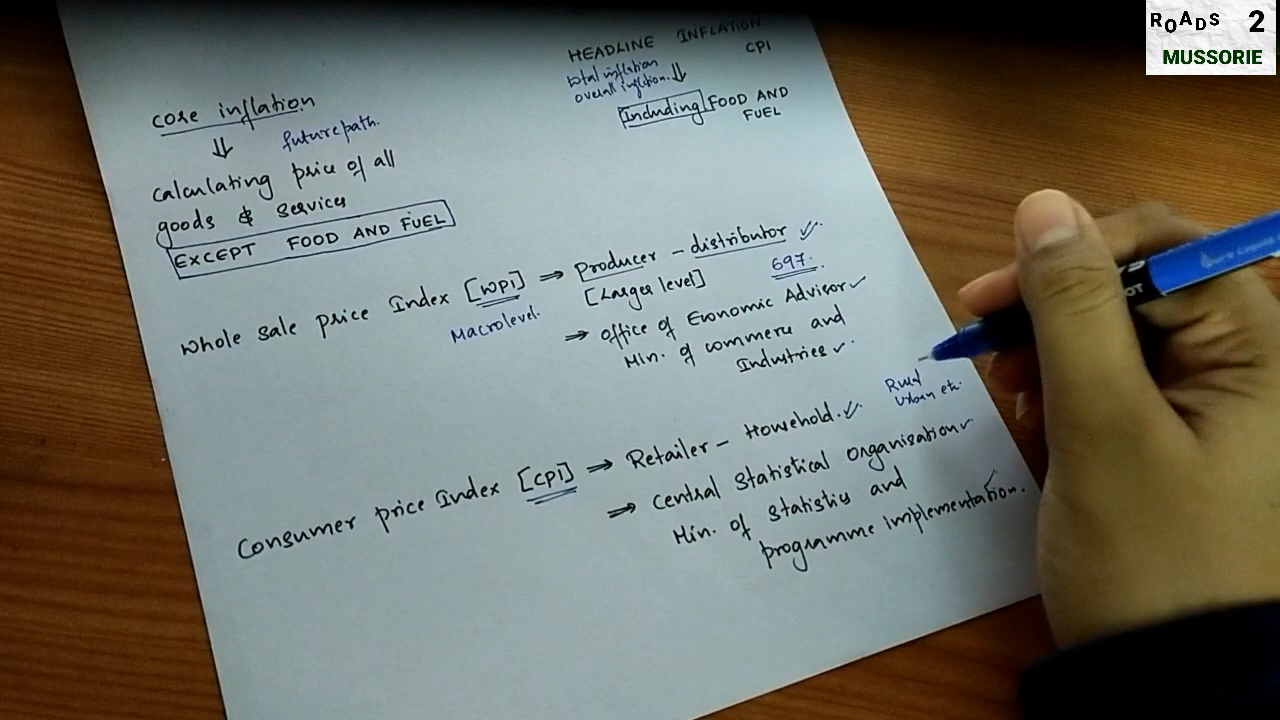 ROADS 2
MUSSORIE
HEADLINE INFLATION.
CPI
total inflation
overall inflation.
Including FOOD AND
FUEL
core inflation
future path.
calculating price of all
goods & services
EXCEPT FOOD AND FUEL
Whole sale price Index [WPI] ⇒ Producer - distributor ✓
[Larger level] 697.
Macrolevel.
⇒ Office of Economic Advisor ✓
Min. of commerce and
Industries ✓
Urban etc.
Consumer price Index [CPI] ⇒ Retailer - Household. ✓
⇒ Central Statistical Organisation ✓
Min. of Statistics and
programme implementation. ✓